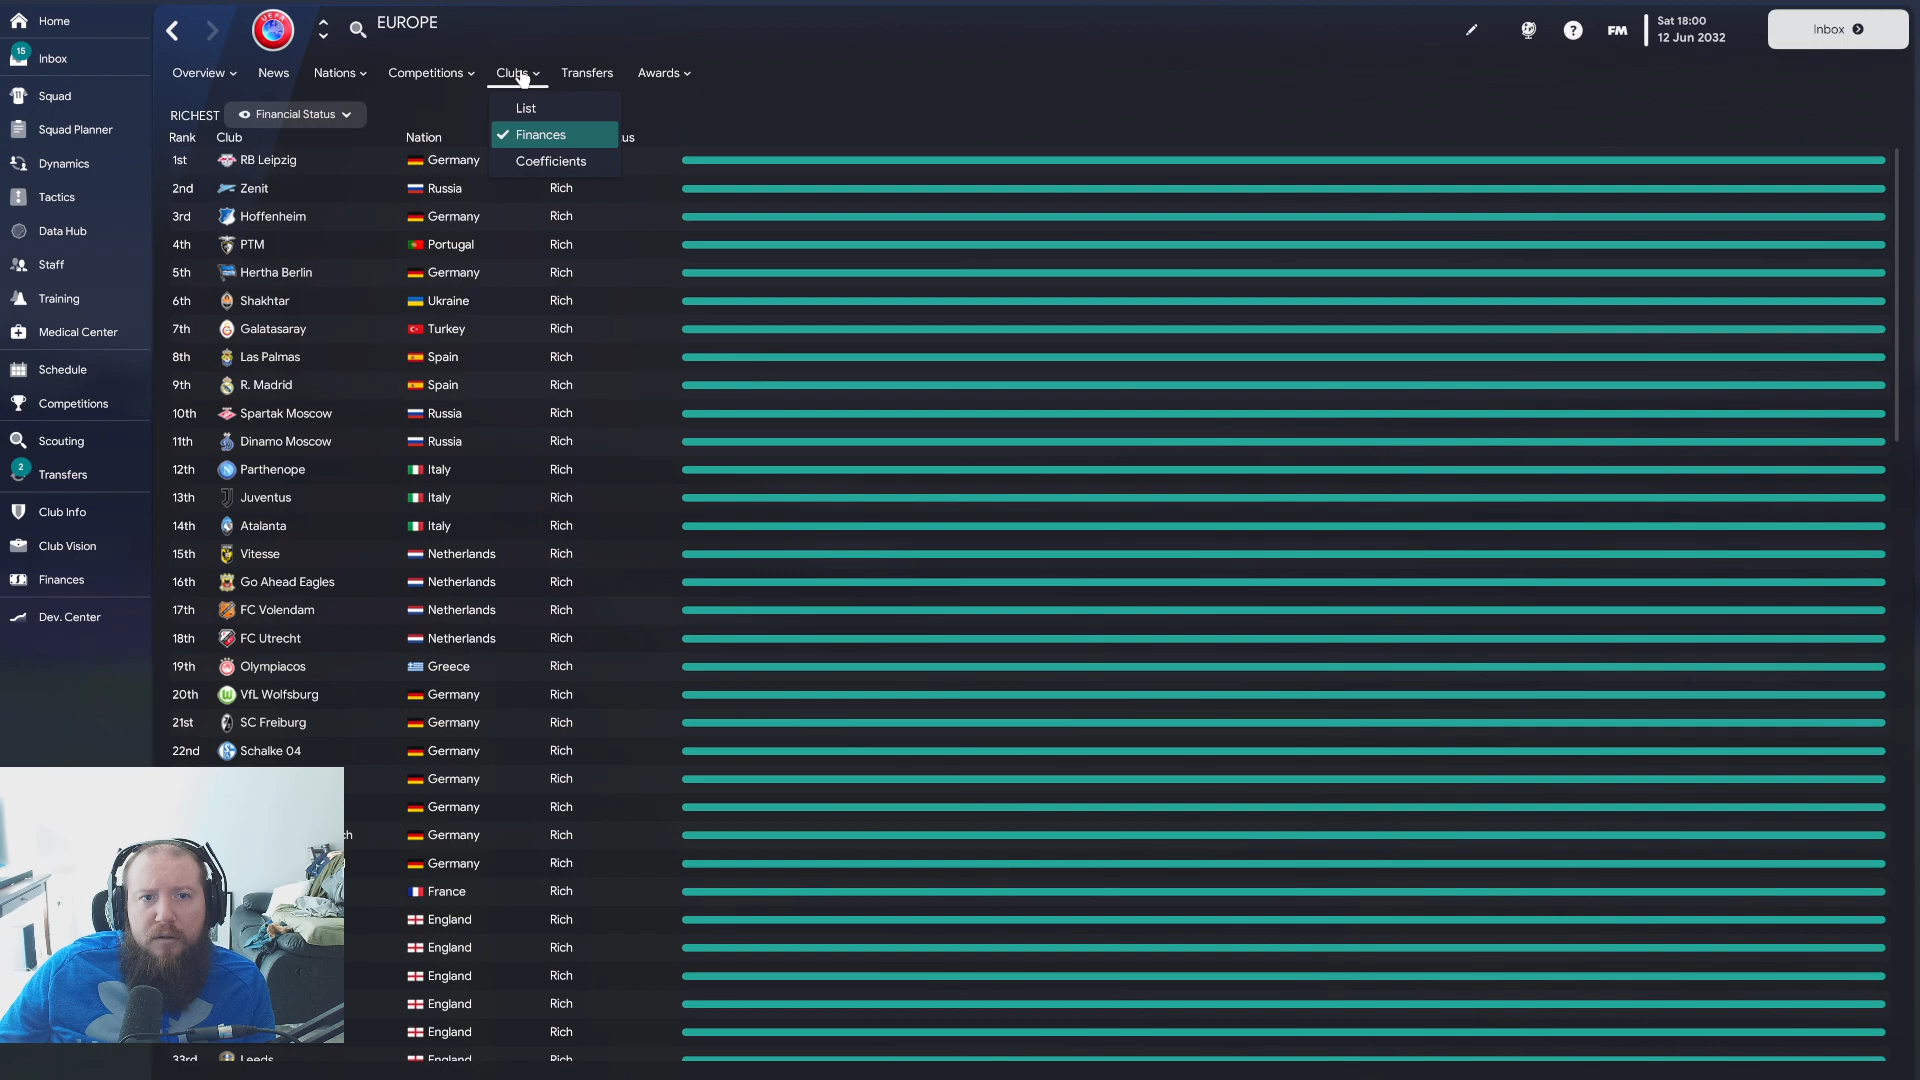 Home
15
Inbox
Squad
Squad Planner
Dynamics
Tactics
Data Hub
Staff
Training
Medical Center
Schedule
Competitions
Scouting
2
Transfers
Club Info
Club Vision
Finances
Dev. Center
UEFA
EUROPE
FM
Sat 18:00
12 Jun 2032
Inbox
Overview News Nations Competitions Clubs Transfers Awards
List
Finances
Coefficients
RICHEST Financial Status
Rank Club Nation
1st RB Leipzig Germany
2nd Zenit Russia Rich
3rd Hoffenheim Germany Rich
4th PTM Portugal Rich
5th Hertha Berlin Germany Rich
6th Shakhtar Ukraine Rich
7th Galatasaray Turkey Rich
8th Las Palmas Spain Rich
9th R. Madrid Spain Rich
10th Spartak Moscow Russia Rich
11th Dinamo Moscow Russia Rich
12th Parthenope Italy Rich
13th Juventus Italy Rich
14th Atalanta Italy Rich
15th Vitesse Netherlands Rich
16th Go Ahead Eagles Netherlands Rich
17th FC Volendam Netherlands Rich
18th FC Utrecht Netherlands Rich
19th Olympiacos Greece Rich
20th VfL Wolfsburg Germany Rich
21st SC Freiburg Germany Rich
22nd Schalke 04 Germany Rich
Germany Rich
Germany Rich
Germany Rich
Germany Rich
France Rich
England Rich
England Rich
England Rich
England Rich
England Rich
33rd Leeds England Rich